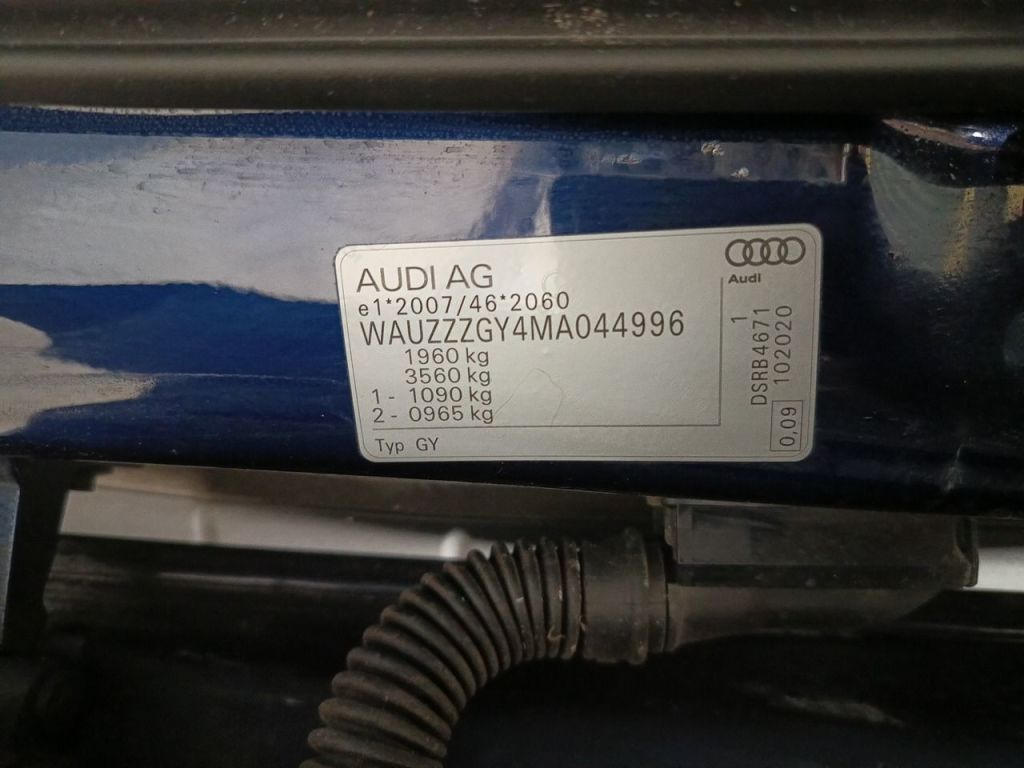 AUDI AG
e1*2007/46*2060
WAUZZZGY4MA044996
1960 kg
3560 kg
1 - 1090 kg
2 - 0965 kg
Typ GY
Audi
DSRB4671 1
102020
0,09